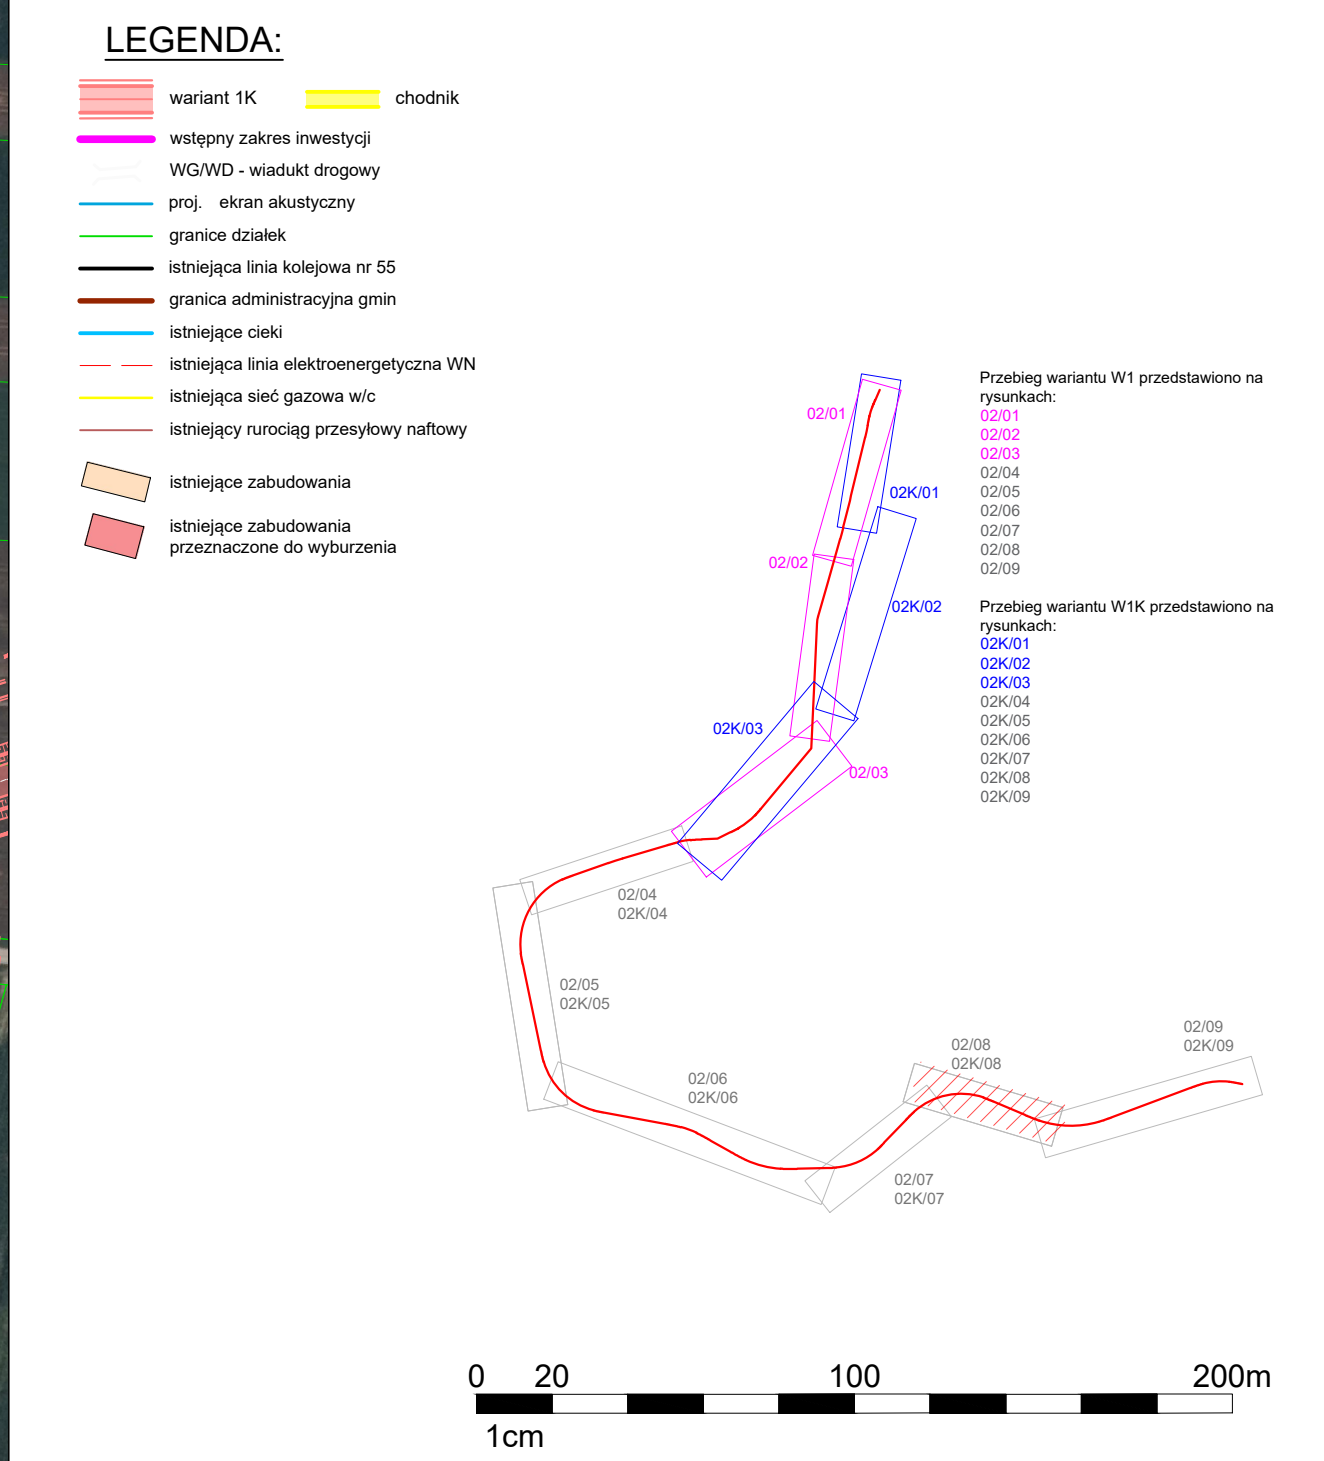 LEGENDA:
wariant 1K
chodnik
wstępny zakres inwestycji
WG/WD - wiadukt drogowy
proj. ekran akustyczny
granice działek
istniejąca linia kolejowa nr 55
granica administracyjna gmin
istniejące cieki
istniejąca linia elektroenergetyczna WN
istniejąca sieć gazowa w/c
istniejący rurociąg przesyłowy naftowy
istniejące zabudowania
istniejące zabudowania
przeznaczone do wyburzenia
02/01
02K/01
02/02
02K/02
02K/03
02/03
02/04
02K/04
02/05
02K/05
02/06
02K/06
02/07
02K/07
02/08
02K/08
02/09
02K/09
Przebieg wariantu W1 przedstawiono na
rysunkach:
02/01
02/02
02/03
02/04
02/05
02/06
02/07
02/08
02/09
Przebieg wariantu W1K przedstawiono na
rysunkach:
02K/01
02K/02
02K/03
02K/04
02K/05
02K/06
02K/07
02K/08
02K/09
0 20 100 200m
1cm